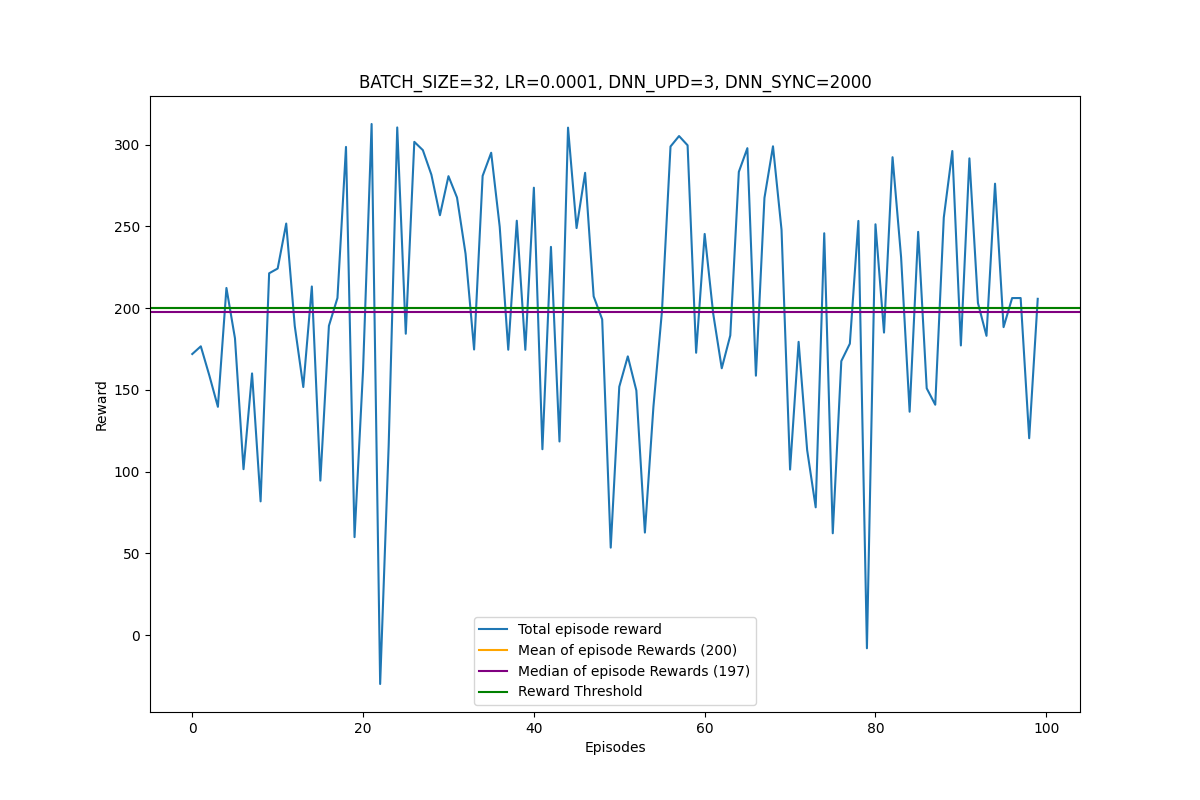 BATCH_SIZE=32, LR=0.0001, DNN_UPD=3, DNN_SYNC=2000
Reward
300
250
200
150
100
50
0
Total episode reward
Mean of episode Rewards (200)
Median of episode Rewards (197)
Reward Threshold
0
20
40
60
80
100
Episodes